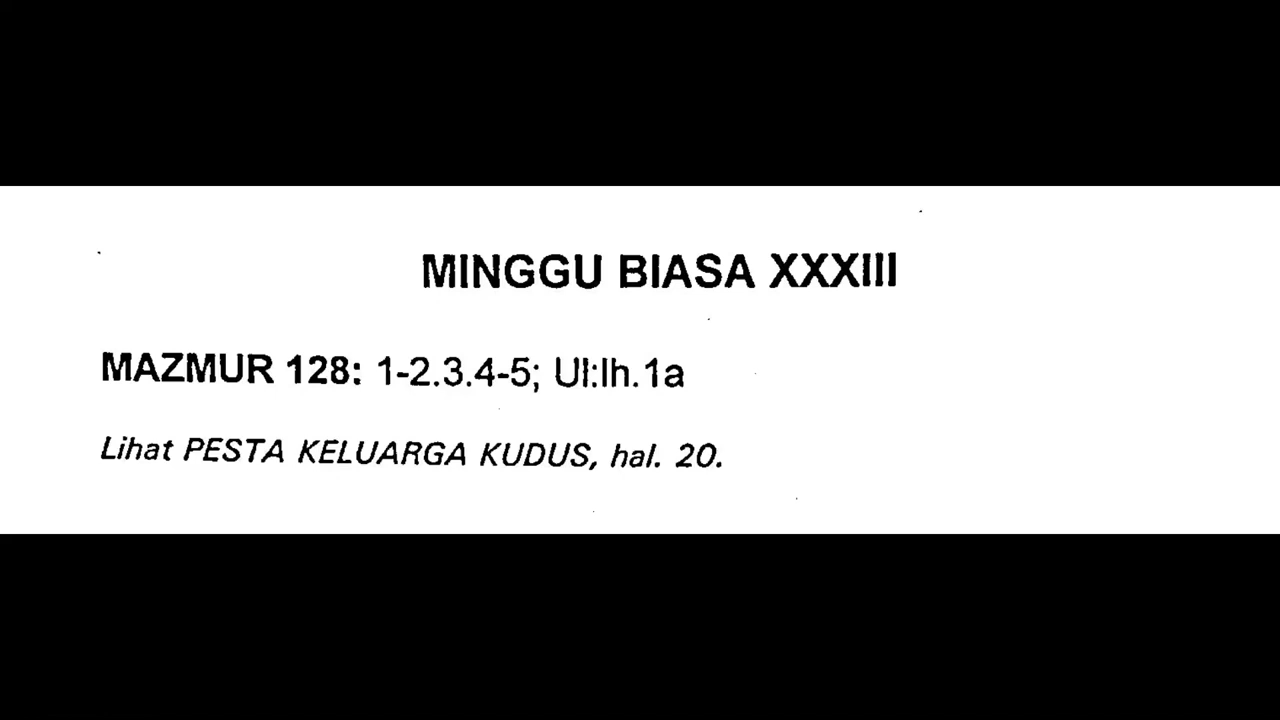 MINGGU BIASA XXXIII
MAZMUR 128: 1-2.3.4-5; Ul:lh.1a
Lihat PESTA KELUARGA KUDUS, hal. 20.